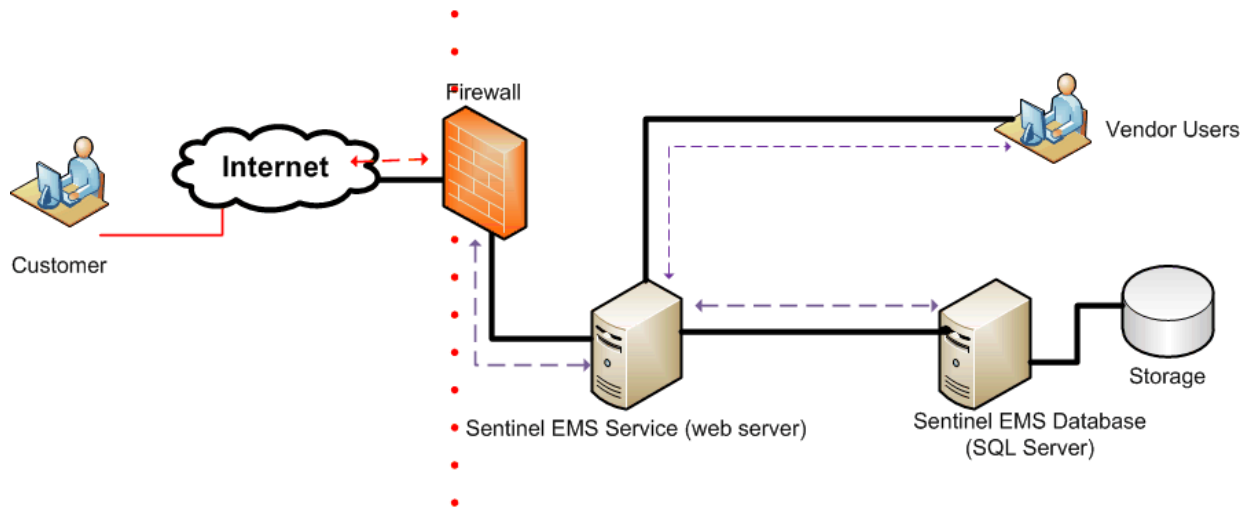 Firewall
Vendor Users
Internet
Customer
Storage
Sentinel EMS Service (web server)
Sentinel EMS Database
(SQL Server)